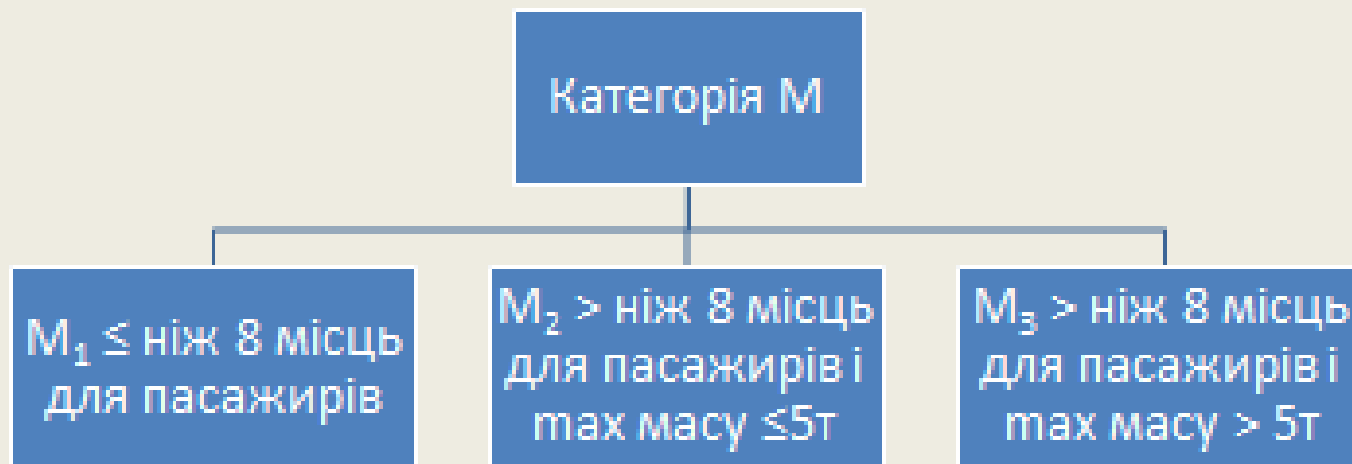 Категорія М
М₁ ≤ ніж 8 місць
для пасажирів
М₂ > ніж 8 місць
для пасажирів і
max масу ≤5т
М₃ > ніж 8 місць
для пасажирів і
max масу > 5т